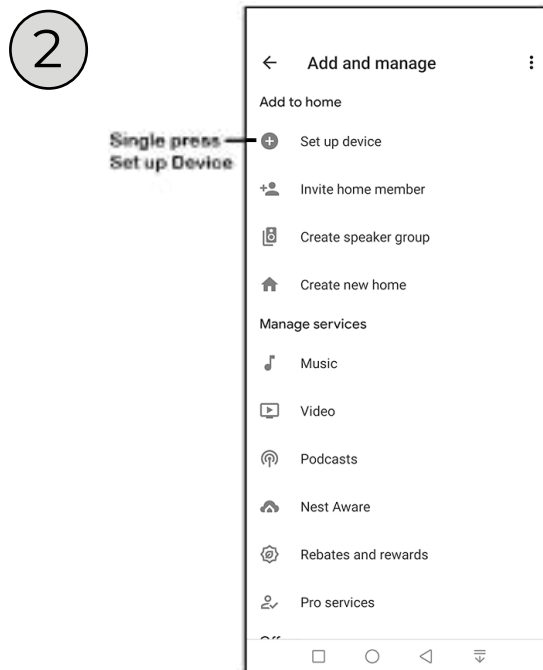 2
Add and manage
Add to home
Single press
Set up Device
Set up device
Invite home member
Create speaker group
Create new home
Manage services
Music
Video
Podcasts
Nest Aware
Rebates and rewards
Pro services